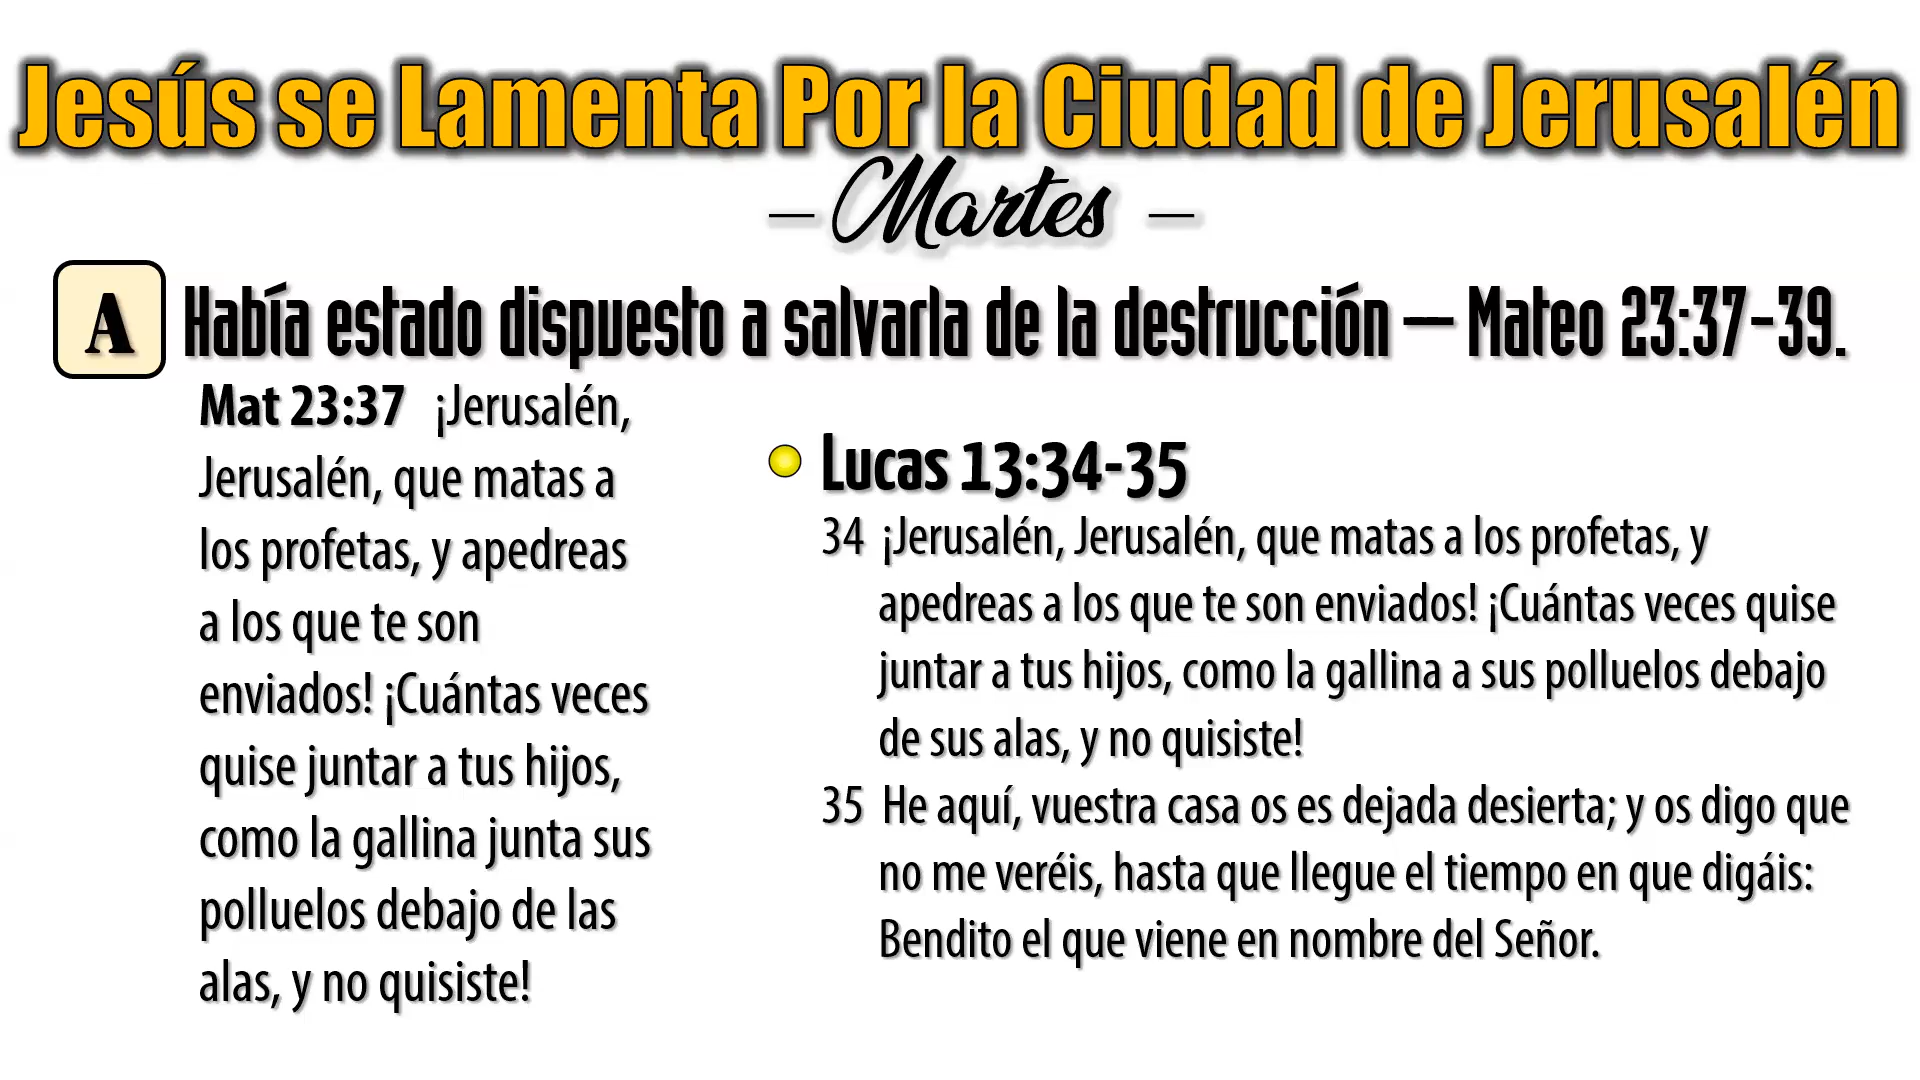 Jesús se Lamenta Por la Ciudad de Jerusalén
— Martes —
A Había estado dispuesto a salvarla de la destrucción — Mateo 23:37–39.
Mat 23:37 ¡Jerusalén,
Jerusalén, que matas a
los profetas, y apedreas
a los que te son
enviados! ¡Cuántas veces
quise juntar a tus hijos,
como la gallina junta sus
polluelos debajo de las
alas, y no quisiste!
Lucas 13:34-35
34 ¡Jerusalén, Jerusalén, que matas a los profetas, y
apedreas a los que te son enviados! ¡Cuántas veces quise
juntar a tus hijos, como la gallina a sus polluelos debajo
de sus alas, y no quisiste!
35 He aquí, vuestra casa os es dejada desierta; y os digo que
no me veréis, hasta que llegue el tiempo en que digáis:
Bendito el que viene en nombre del Señor.